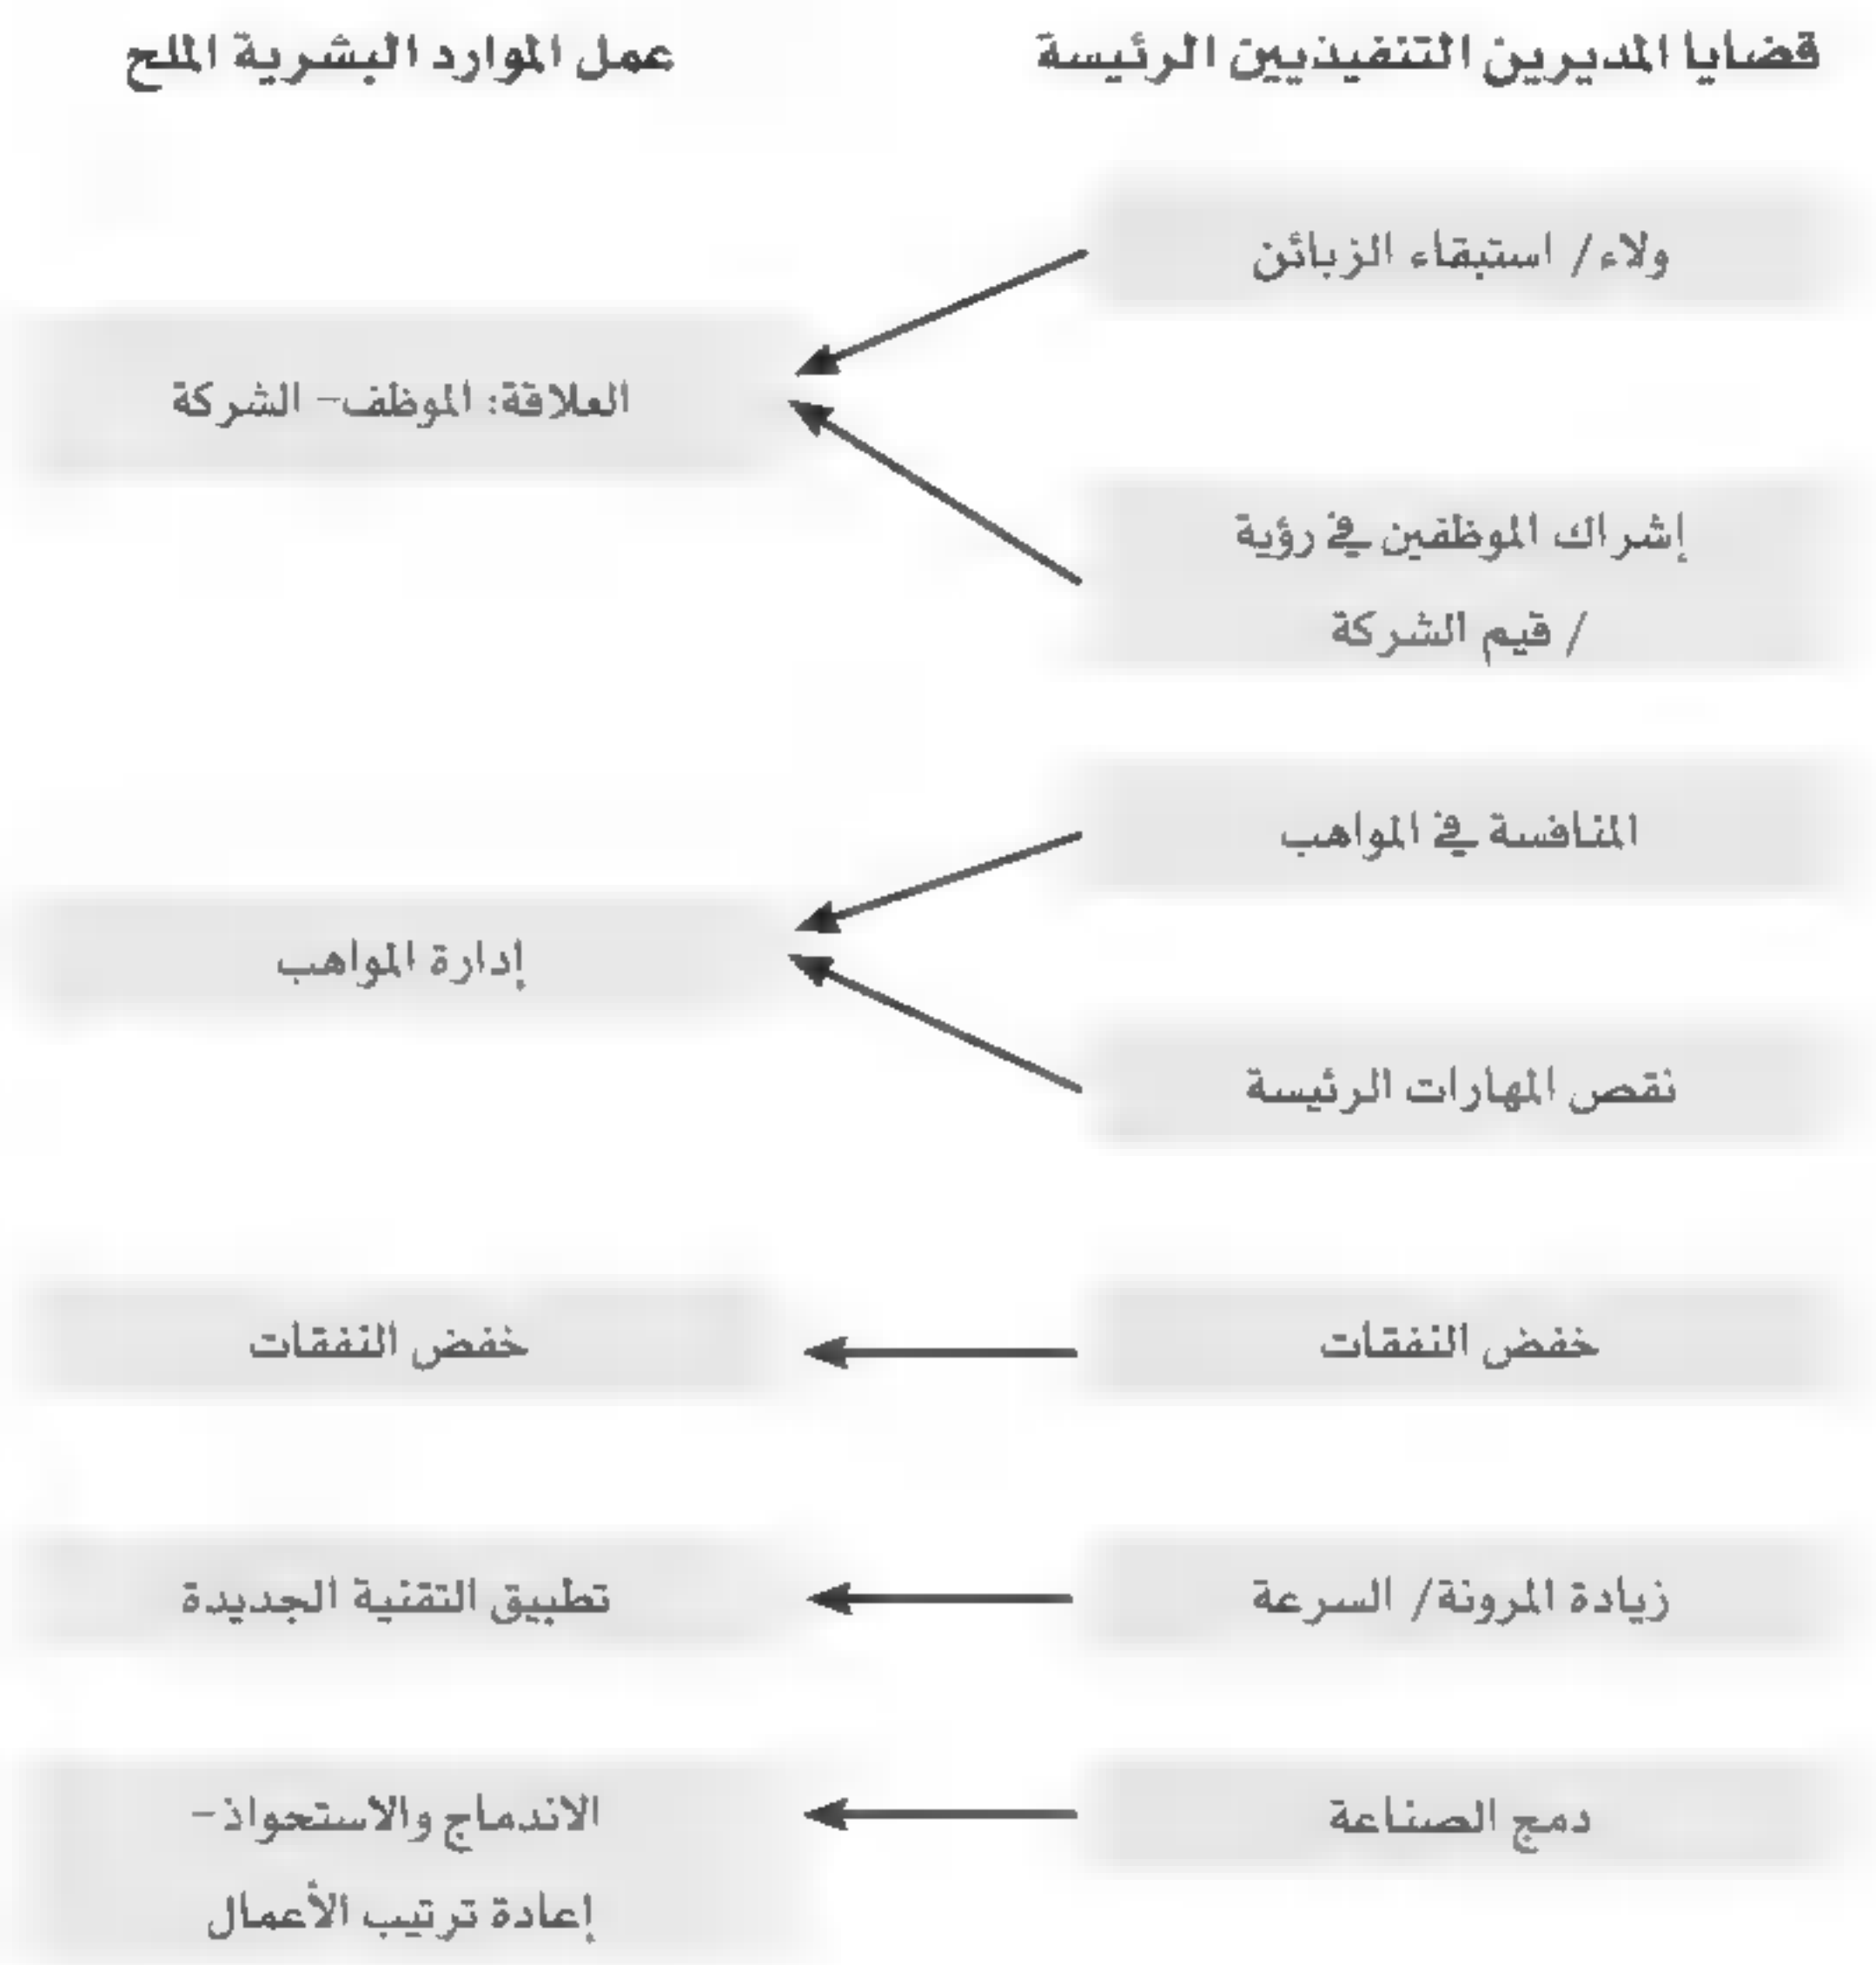 قضايا المديرين التنفيذيين الرئيسة
عمل الموارد البشرية الملح
ولاء/ استبقاء الزبائن
العلاقة: الموظف- الشركة
إشراك الموظفين في رؤية
/ قيم الشركة
المنافسة في المواهب
إدارة المواهب
نقص المهارات الرئيسة
خفض النفقات
خفض النفقات
زيادة المرونة/ السرعة
تطبيق التقنية الجديدة
دمج الصناعة
الاندماج والاستحواذ-
إعادة ترتيب الأعمال